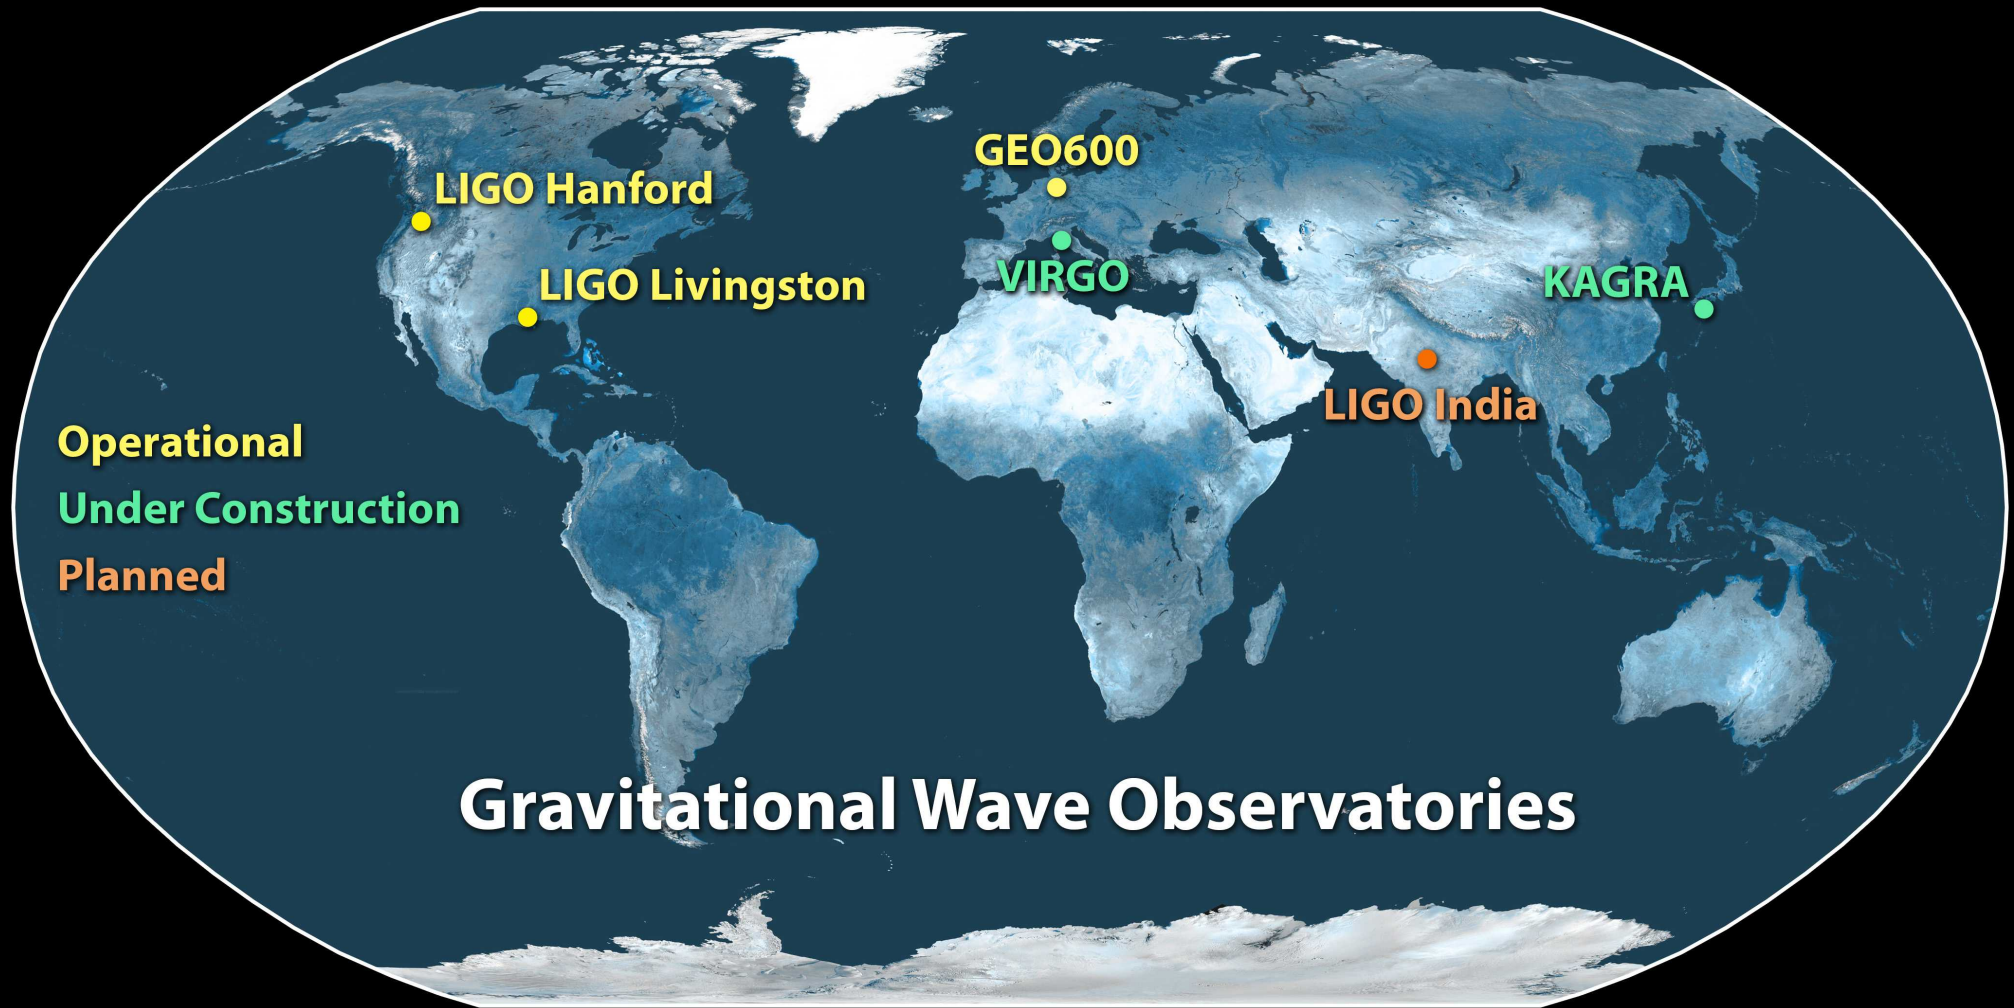 GEO600
LIGO Hanford
LIGO Livingston
VIRGO
KAGRA
LIGO India
Operational
Under Construction
Planned
Gravitational Wave Observatories